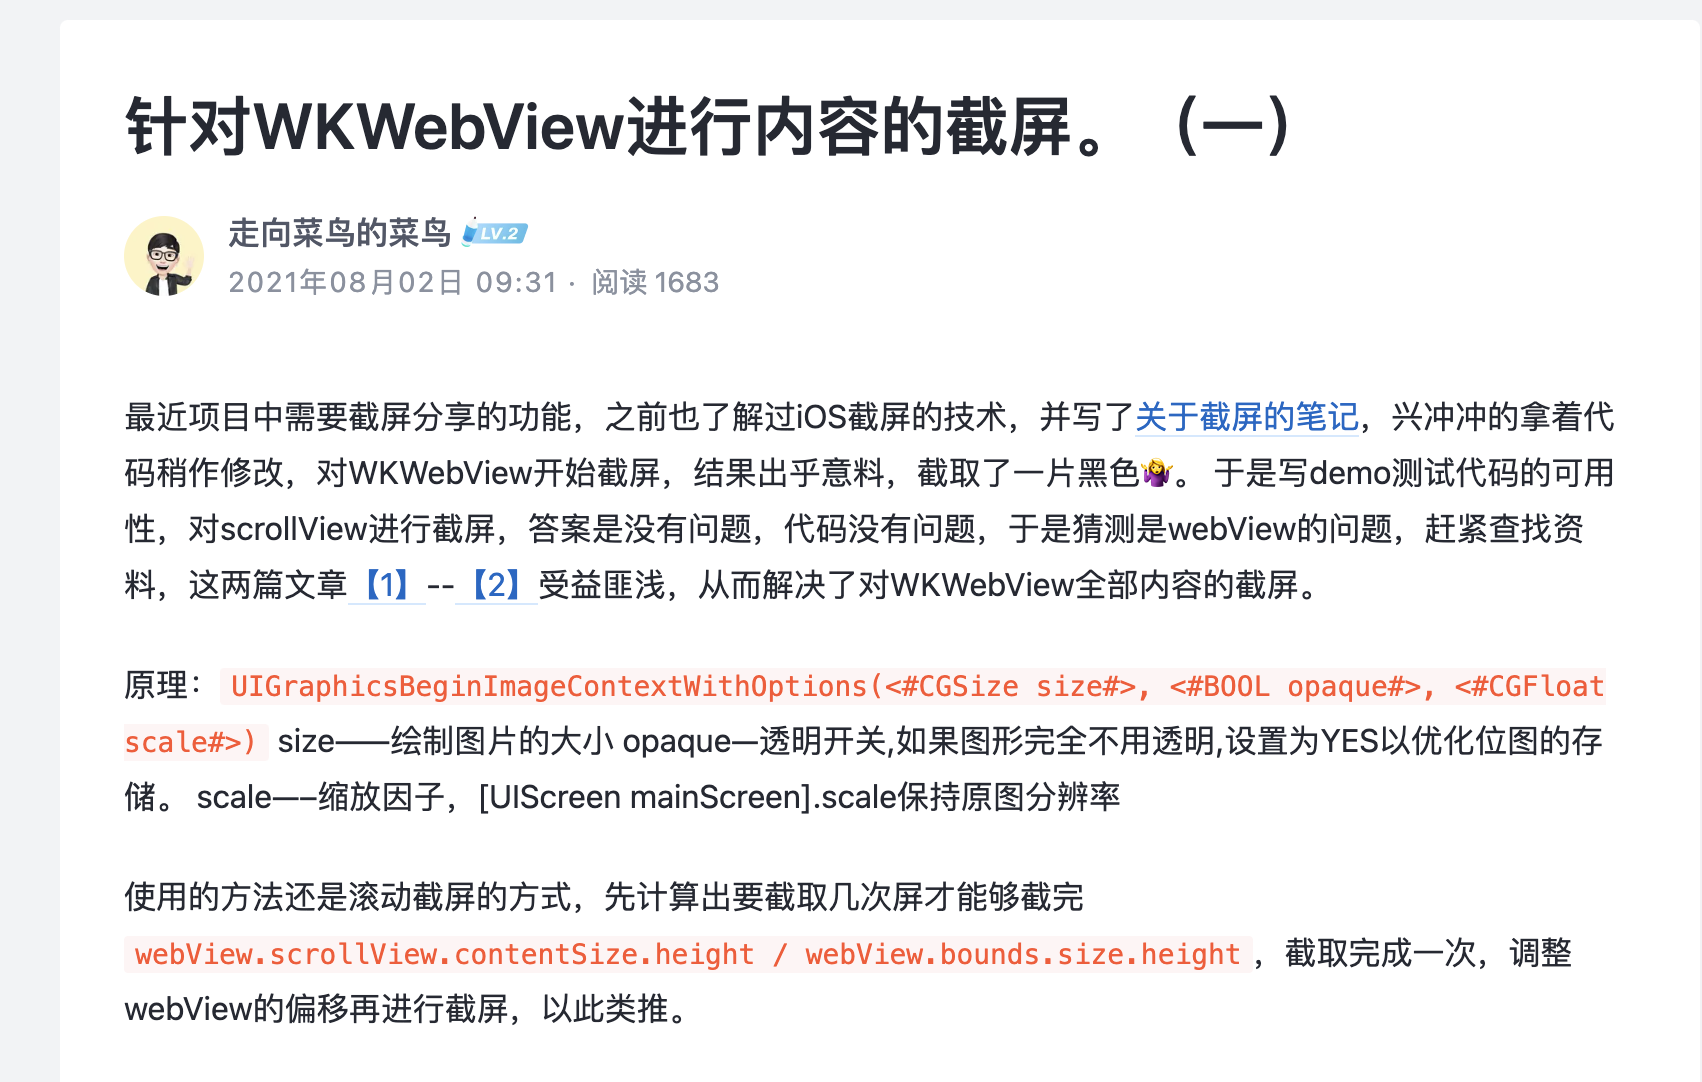 针对WKWebView进行内容的截屏。（一）
走向菜鸟的菜鸟 LV.2
2021年08月02日 09:31 · 阅读 1683
最近项目中需要截屏分享的功能，之前也了解过iOS截屏的技术，并写了关于截屏的笔记，兴冲冲的拿着代
码稍作修改，对WKWebView开始截屏，结果出乎意料，截取了一片黑色🤷‍♀️。 于是写demo测试代码的可用
性，对scrollView进行截屏，答案是没有问题，代码没有问题，于是猜测是webView的问题，赶紧查找资
料，这两篇文章【1】--【2】受益匪浅，从而解决了对WKWebView全部内容的截屏。
原理：UIGraphicsBeginImageContextWithOptions(<#CGSize size#>, <#BOOL opaque#>, <#CGFloat
scale#>) size——绘制图片的大小 opaque—透明开关,如果图形完全不用透明,设置为YES以优化位图的存
储。 scale—–缩放因子，[UIScreen mainScreen].scale保持原图分辨率
使用的方法还是滚动截屏的方式，先计算出要截取几次屏才能够截完
webView.scrollView.contentSize.height / webView.bounds.size.height，截取完成一次，调整
webView的偏移再进行截屏，以此类推。